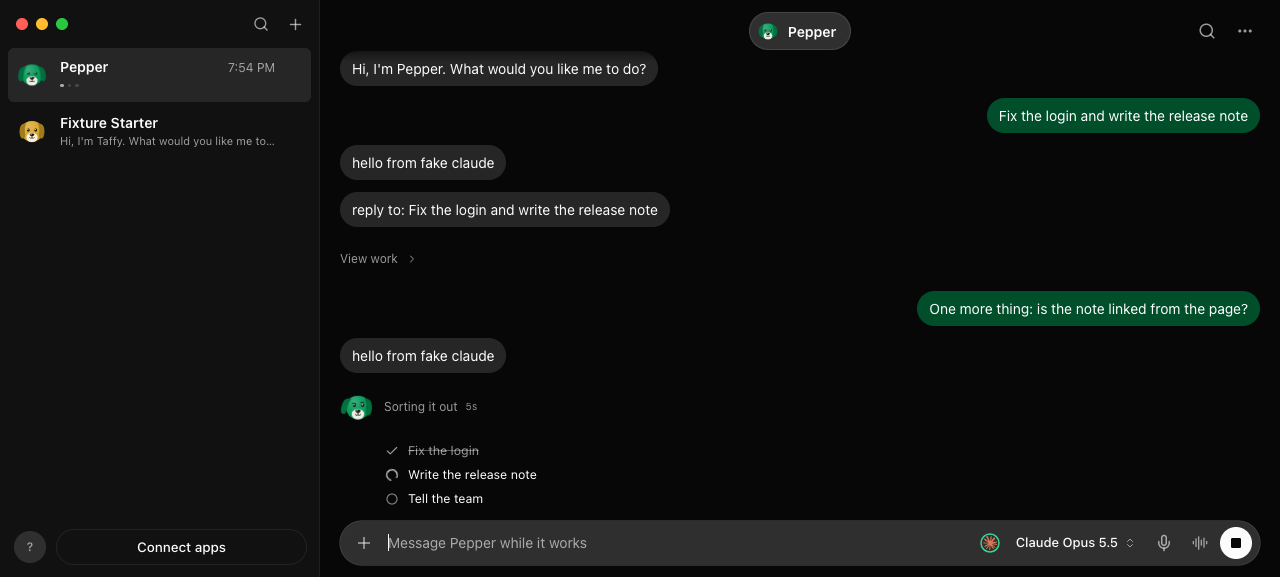 Pepper
7:54 PM
Fixture Starter
Hi, I'm Taffy. What would you like me to...
? Connect apps
Pepper
Hi, I'm Pepper. What would you like me to do?
Fix the login and write the release note
hello from fake claude
reply to: Fix the login and write the release note
View work
One more thing: is the note linked from the page?
hello from fake claude
Sorting it out 5s
Fix the login
Write the release note
Tell the team
Message Pepper while it works
Claude Opus 5.5